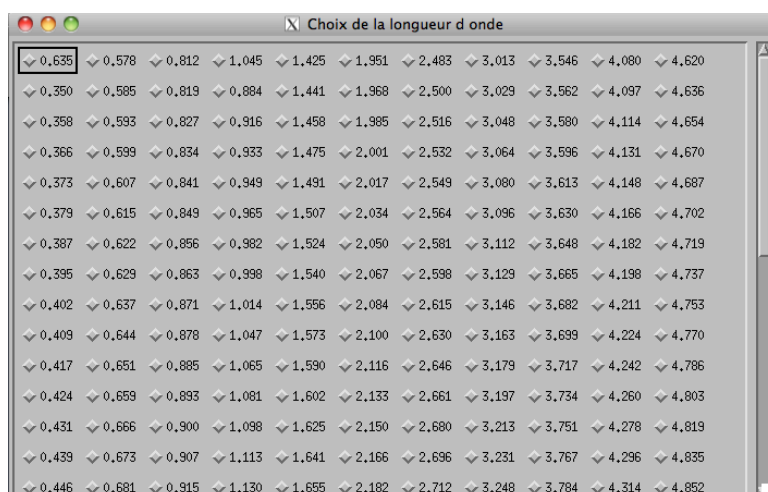 X Choix de la longueur d onde
0.635 0.578 0.812 1.045 1.425 1.951 2.483 3.013 3.546 4.080 4.620
0.350 0.585 0.819 0.884 1.441 1.968 2.500 3.029 3.562 4.097 4.636
0.358 0.593 0.827 0.916 1.458 1.985 2.516 3.048 3.580 4.114 4.654
0.366 0.599 0.834 0.933 1.475 2.001 2.532 3.064 3.596 4.131 4.670
0.373 0.607 0.841 0.949 1.491 2.017 2.549 3.080 3.613 4.148 4.687
0.379 0.615 0.849 0.965 1.507 2.034 2.564 3.096 3.630 4.166 4.702
0.387 0.622 0.856 0.982 1.524 2.050 2.581 3.112 3.648 4.182 4.719
0.395 0.629 0.863 0.998 1.540 2.067 2.598 3.129 3.665 4.198 4.737
0.402 0.637 0.871 1.014 1.556 2.084 2.615 3.146 3.682 4.211 4.753
0.409 0.644 0.878 1.047 1.573 2.100 2.630 3.163 3.699 4.224 4.770
0.417 0.651 0.885 1.065 1.590 2.116 2.646 3.179 3.717 4.242 4.786
0.424 0.659 0.893 1.081 1.602 2.133 2.661 3.197 3.734 4.260 4.803
0.431 0.666 0.900 1.098 1.625 2.150 2.680 3.213 3.751 4.278 4.819
0.439 0.673 0.907 1.113 1.641 2.166 2.696 3.231 3.767 4.296 4.835
0.446 0.681 0.915 1.130 1.655 2.182 2.712 3.248 3.784 4.314 4.852